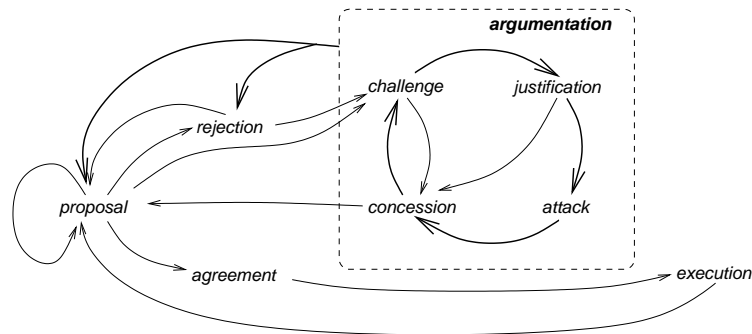 argumentation
challenge
justification
rejection
proposal
concession
attack
agreement
execution